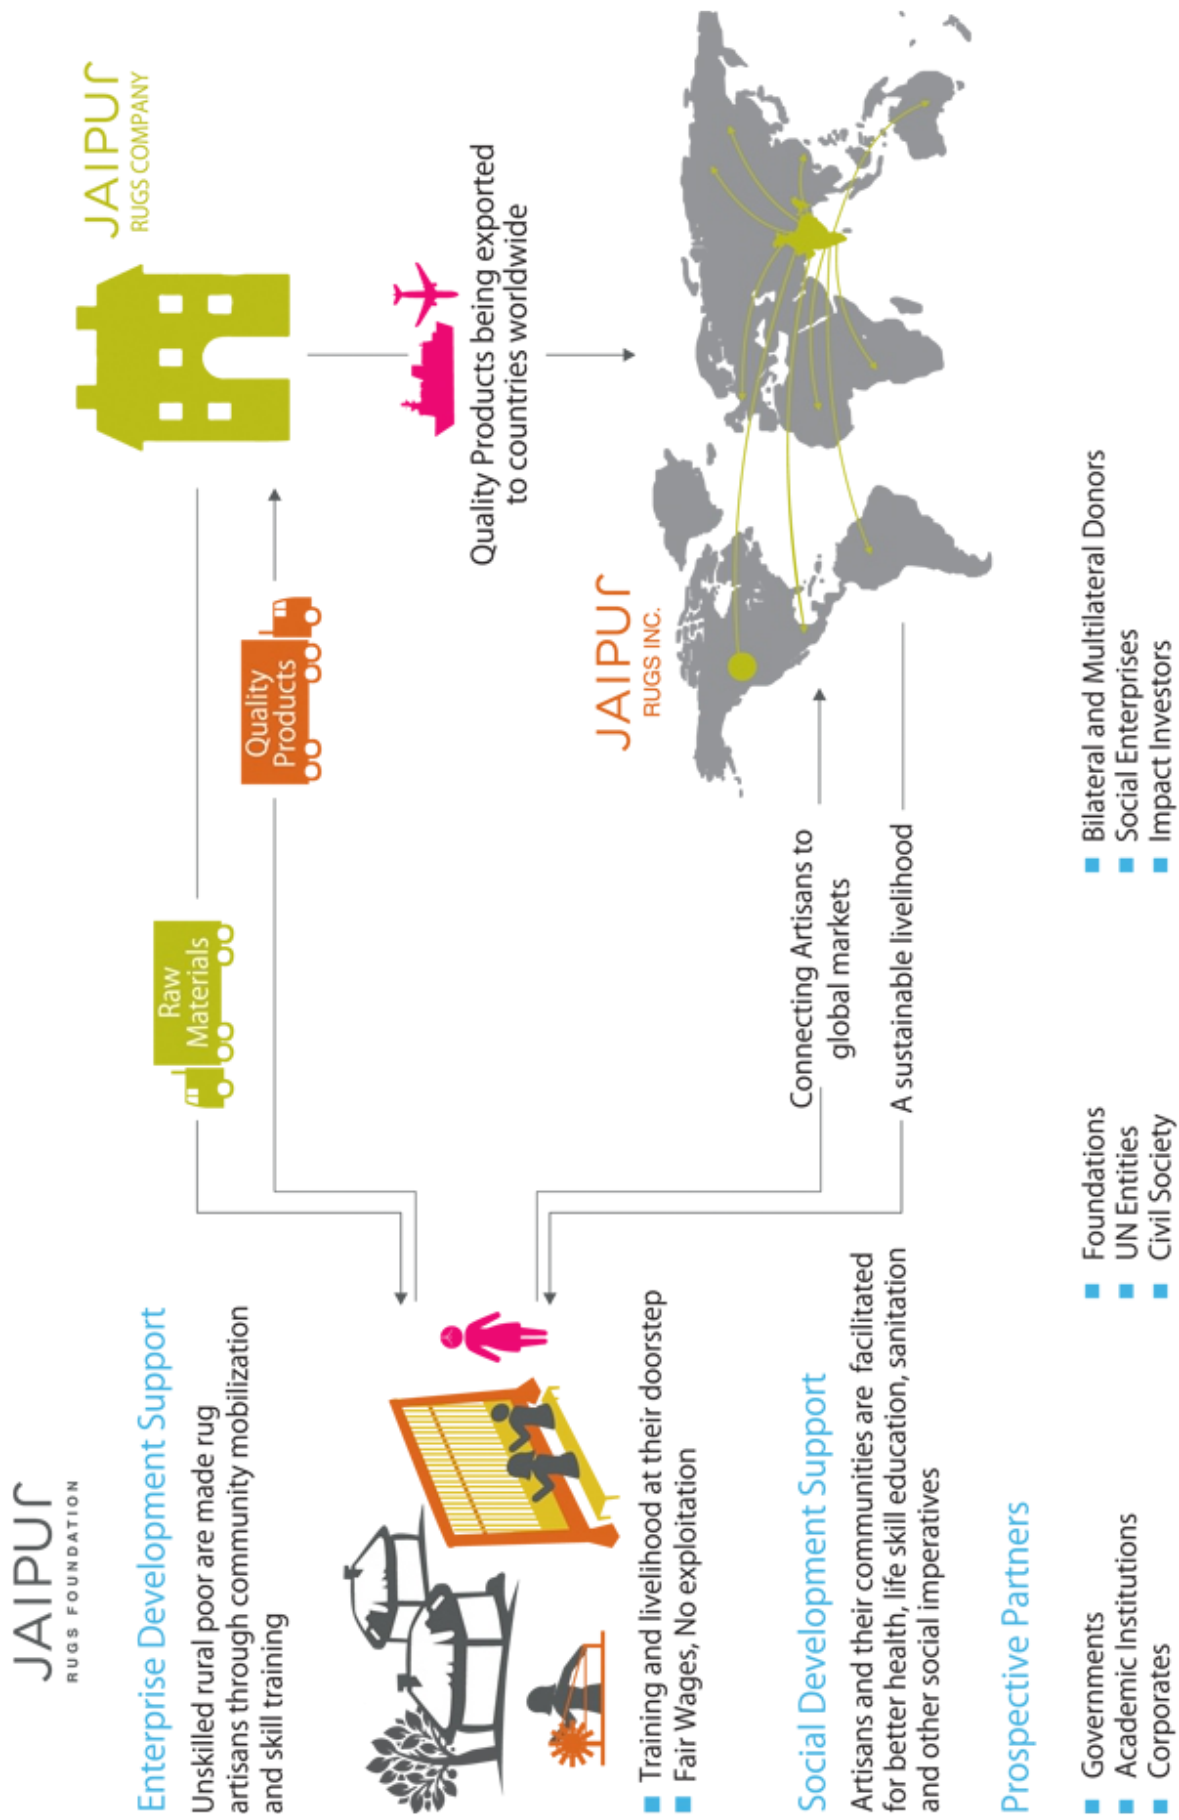 JAIPUR
RUGS FOUNDATION
Enterprise Development Support
Unskilled rural poor are made rug
artisans through community mobilization
and skill training
Training and livelihood at their doorstep
Fair Wages, No exploitation
Social Development Support
Artisans and their communities are facilitated
for better health, life skill education, sanitation
and other social imperatives
Raw
Materials
Quality
Products
JAIPUR
RUGS COMPANY
Quality Products being exported
to countries worldwide
JAIPUR
RUGS INC.
Connecting Artisans to
global markets
A sustainable livelihood
Prospective Partners
Governments
Academic Institutions
Corporates
Foundations
UN Entities
Civil Society
Bilateral and Multilateral Donors
Social Enterprises
Impact Investors